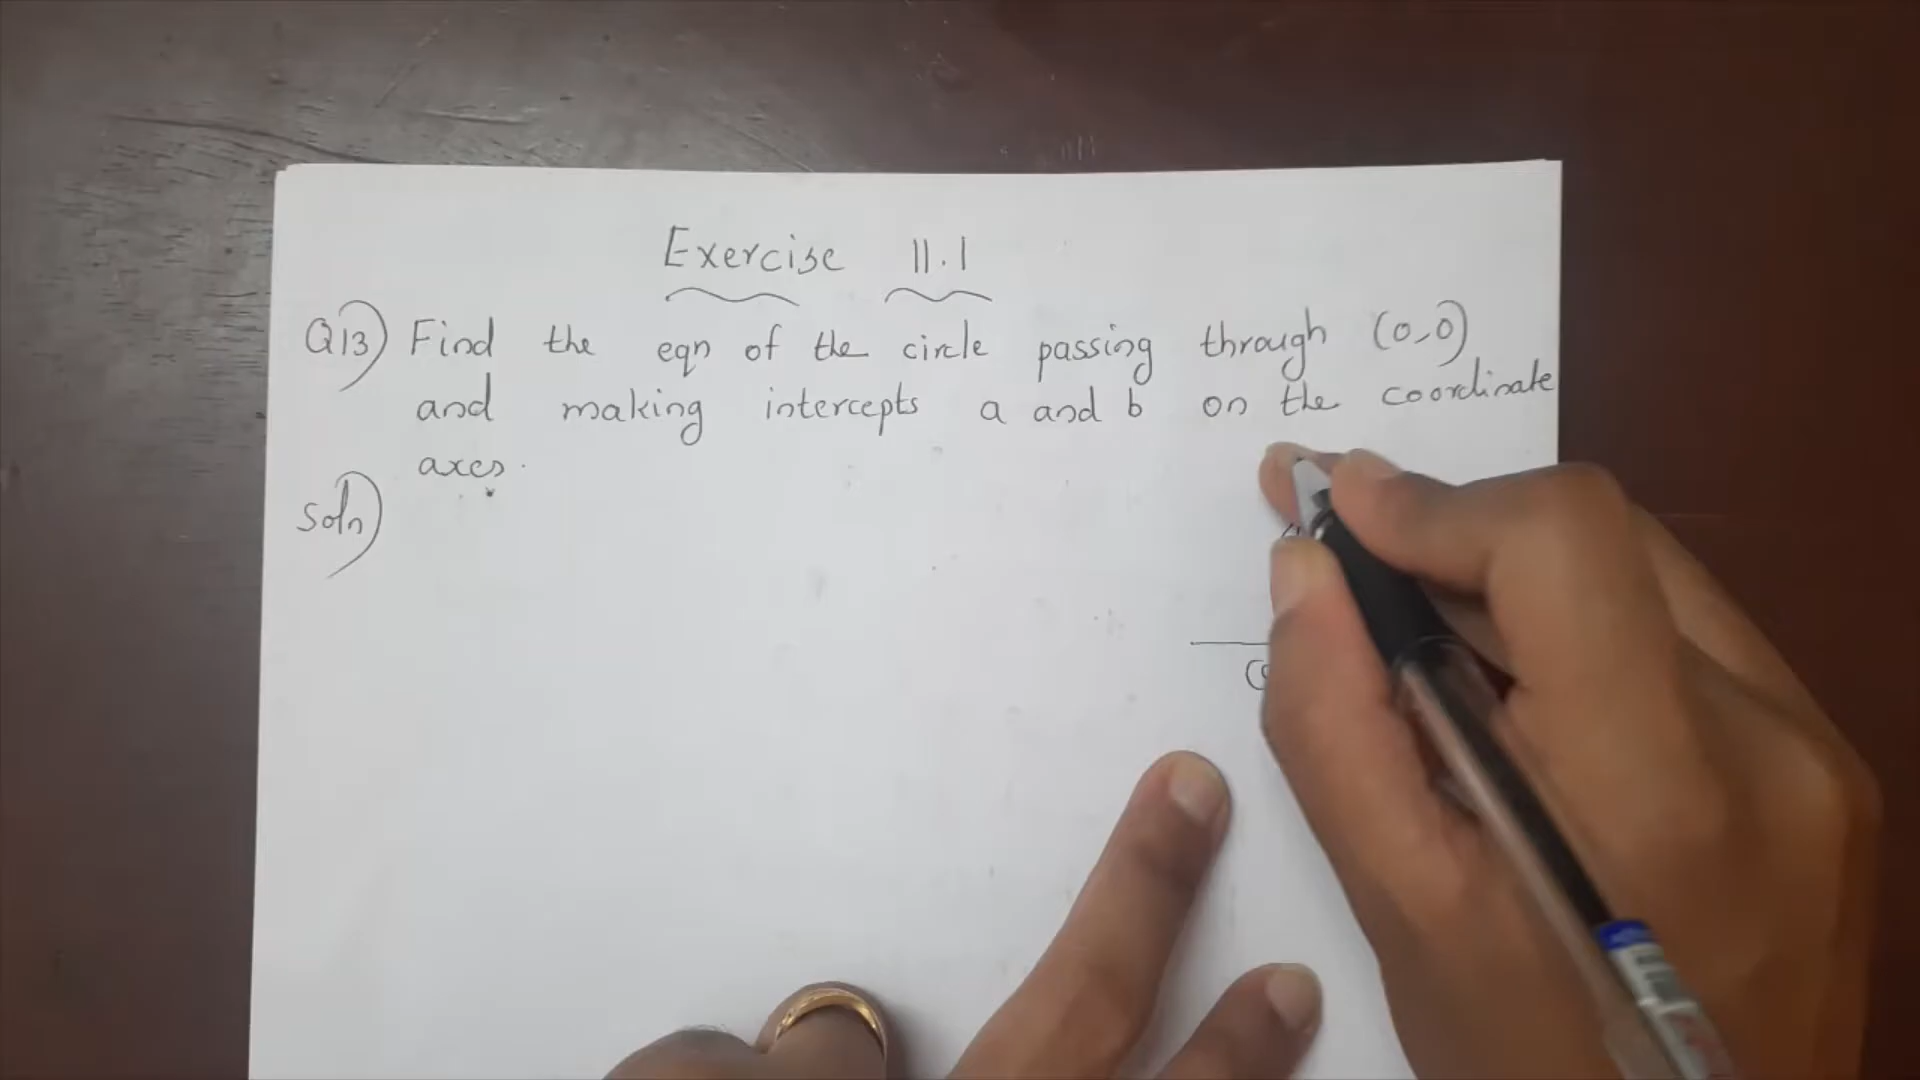 Exercise 11.1
Q13) Find the eqn of the circle passing through (0,0)
and making intercepts a and b on the coordinate
axes.
Soln)